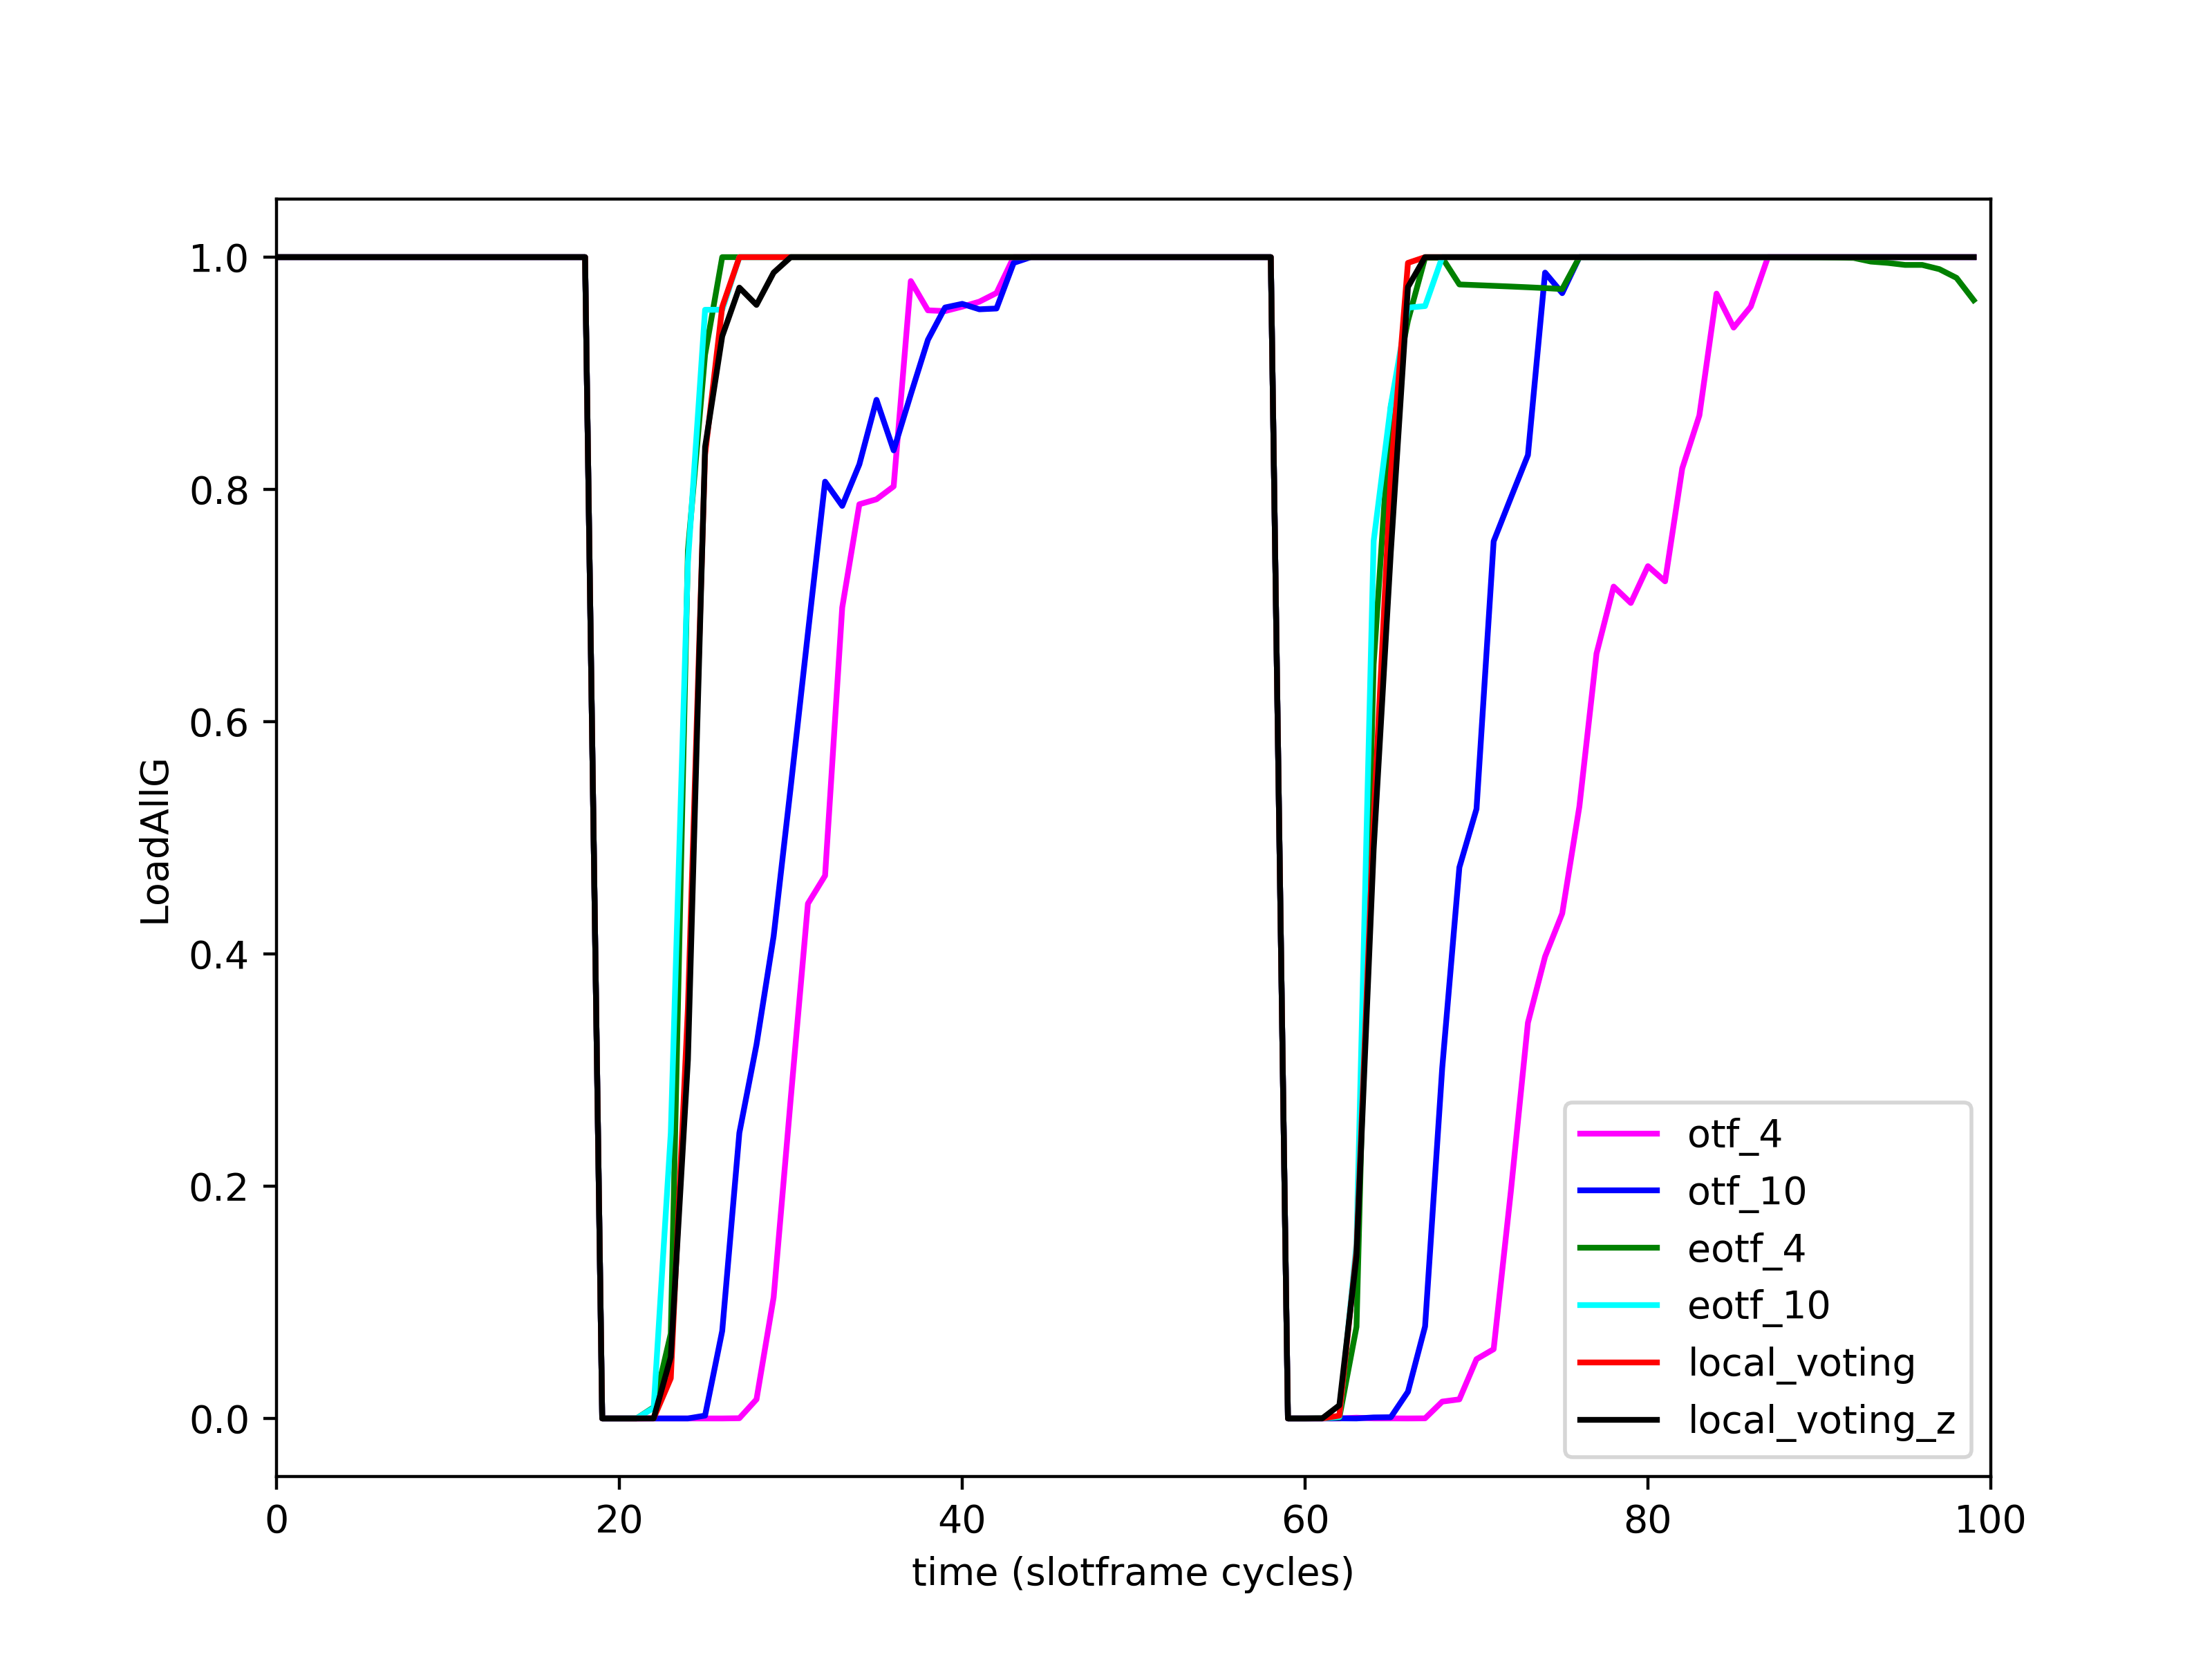 1.0
0.8
0.6
0.4
0.2
0.0
LoadAllG
0 20 40 60 80 100
time (slotframe cycles)
otf_4
otf_10
eotf_4
eotf_10
local_voting
local_voting_z